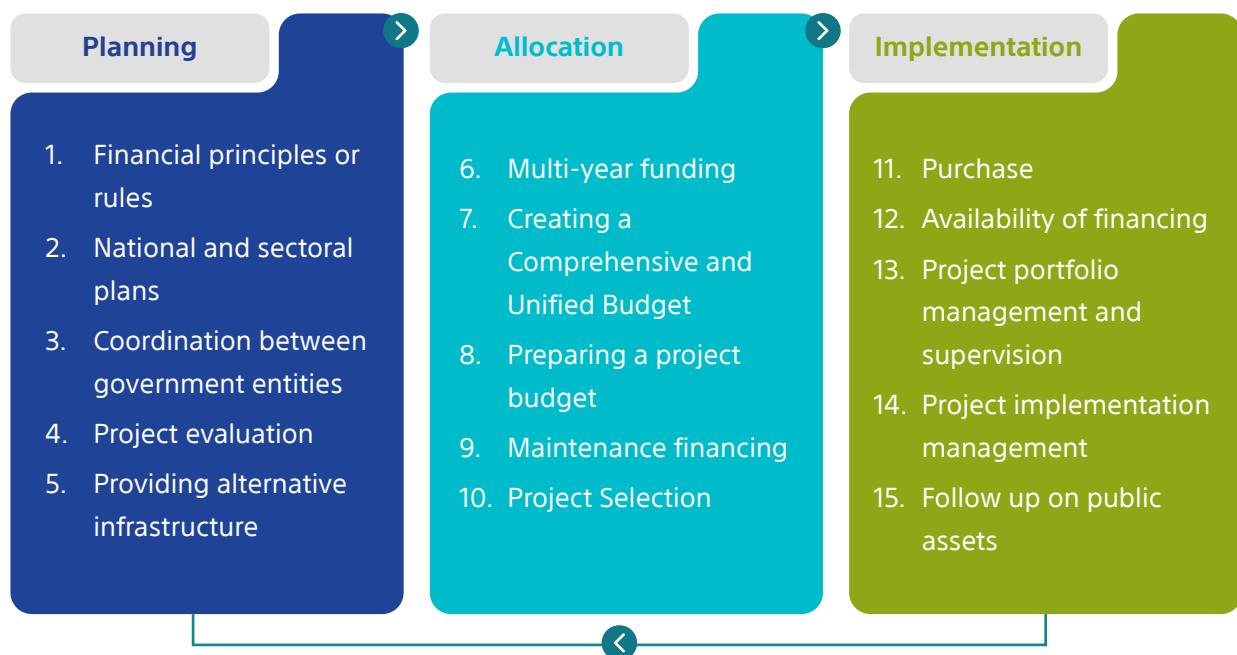 Planning
1. Financial principles or
rules
2. National and sectoral
plans
3. Coordination between
government entities
4. Project evaluation
5. Providing alternative
infrastructure
Allocation
6. Multi-year funding
7. Creating a
Comprehensive and
Unified Budget
8. Preparing a project
budget
9. Maintenance financing
10. Project Selection
Implementation
11. Purchase
12. Availability of financing
13. Project portfolio
management and
supervision
14. Project implementation
management
15. Follow up on public
assets